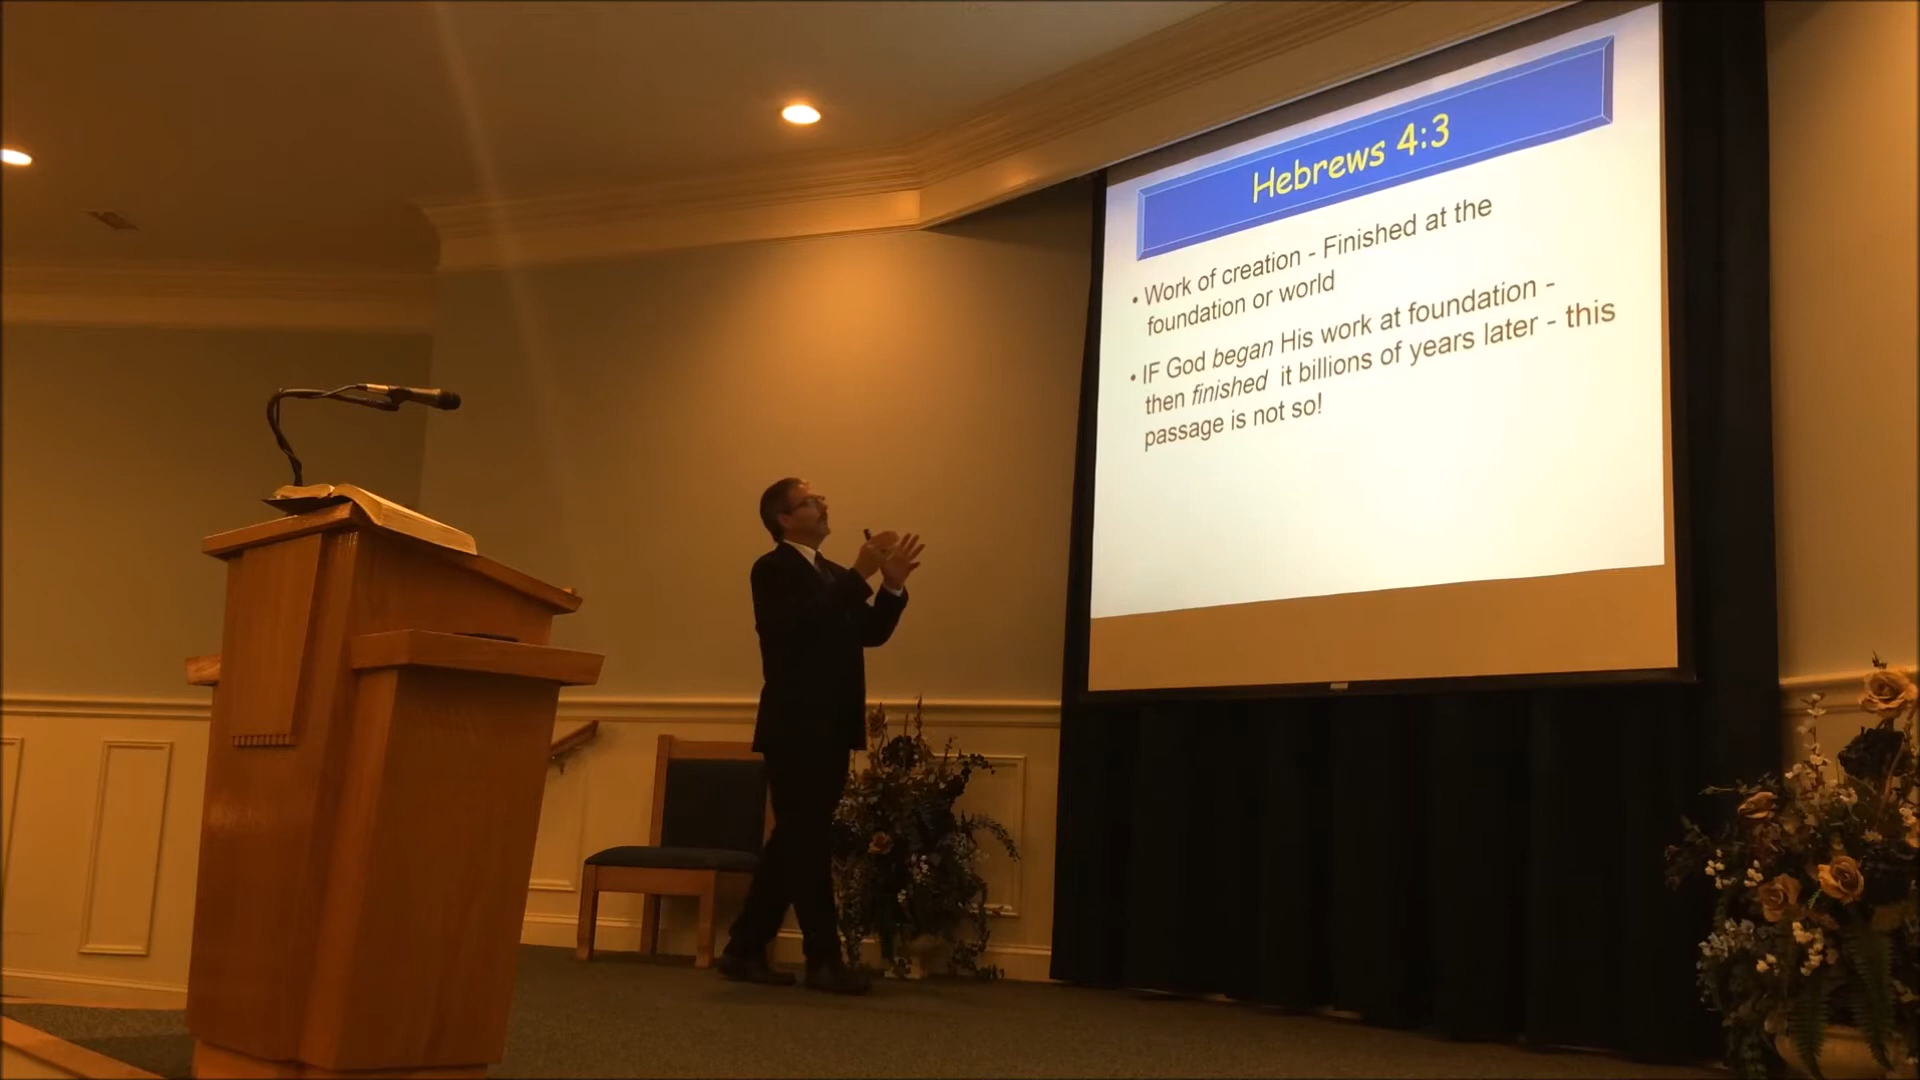 Hebrews 4:3
• Work of creation - Finished at the
foundation or world
• IF God began His work at foundation -
then finished it billions of years later - this
passage is not so!